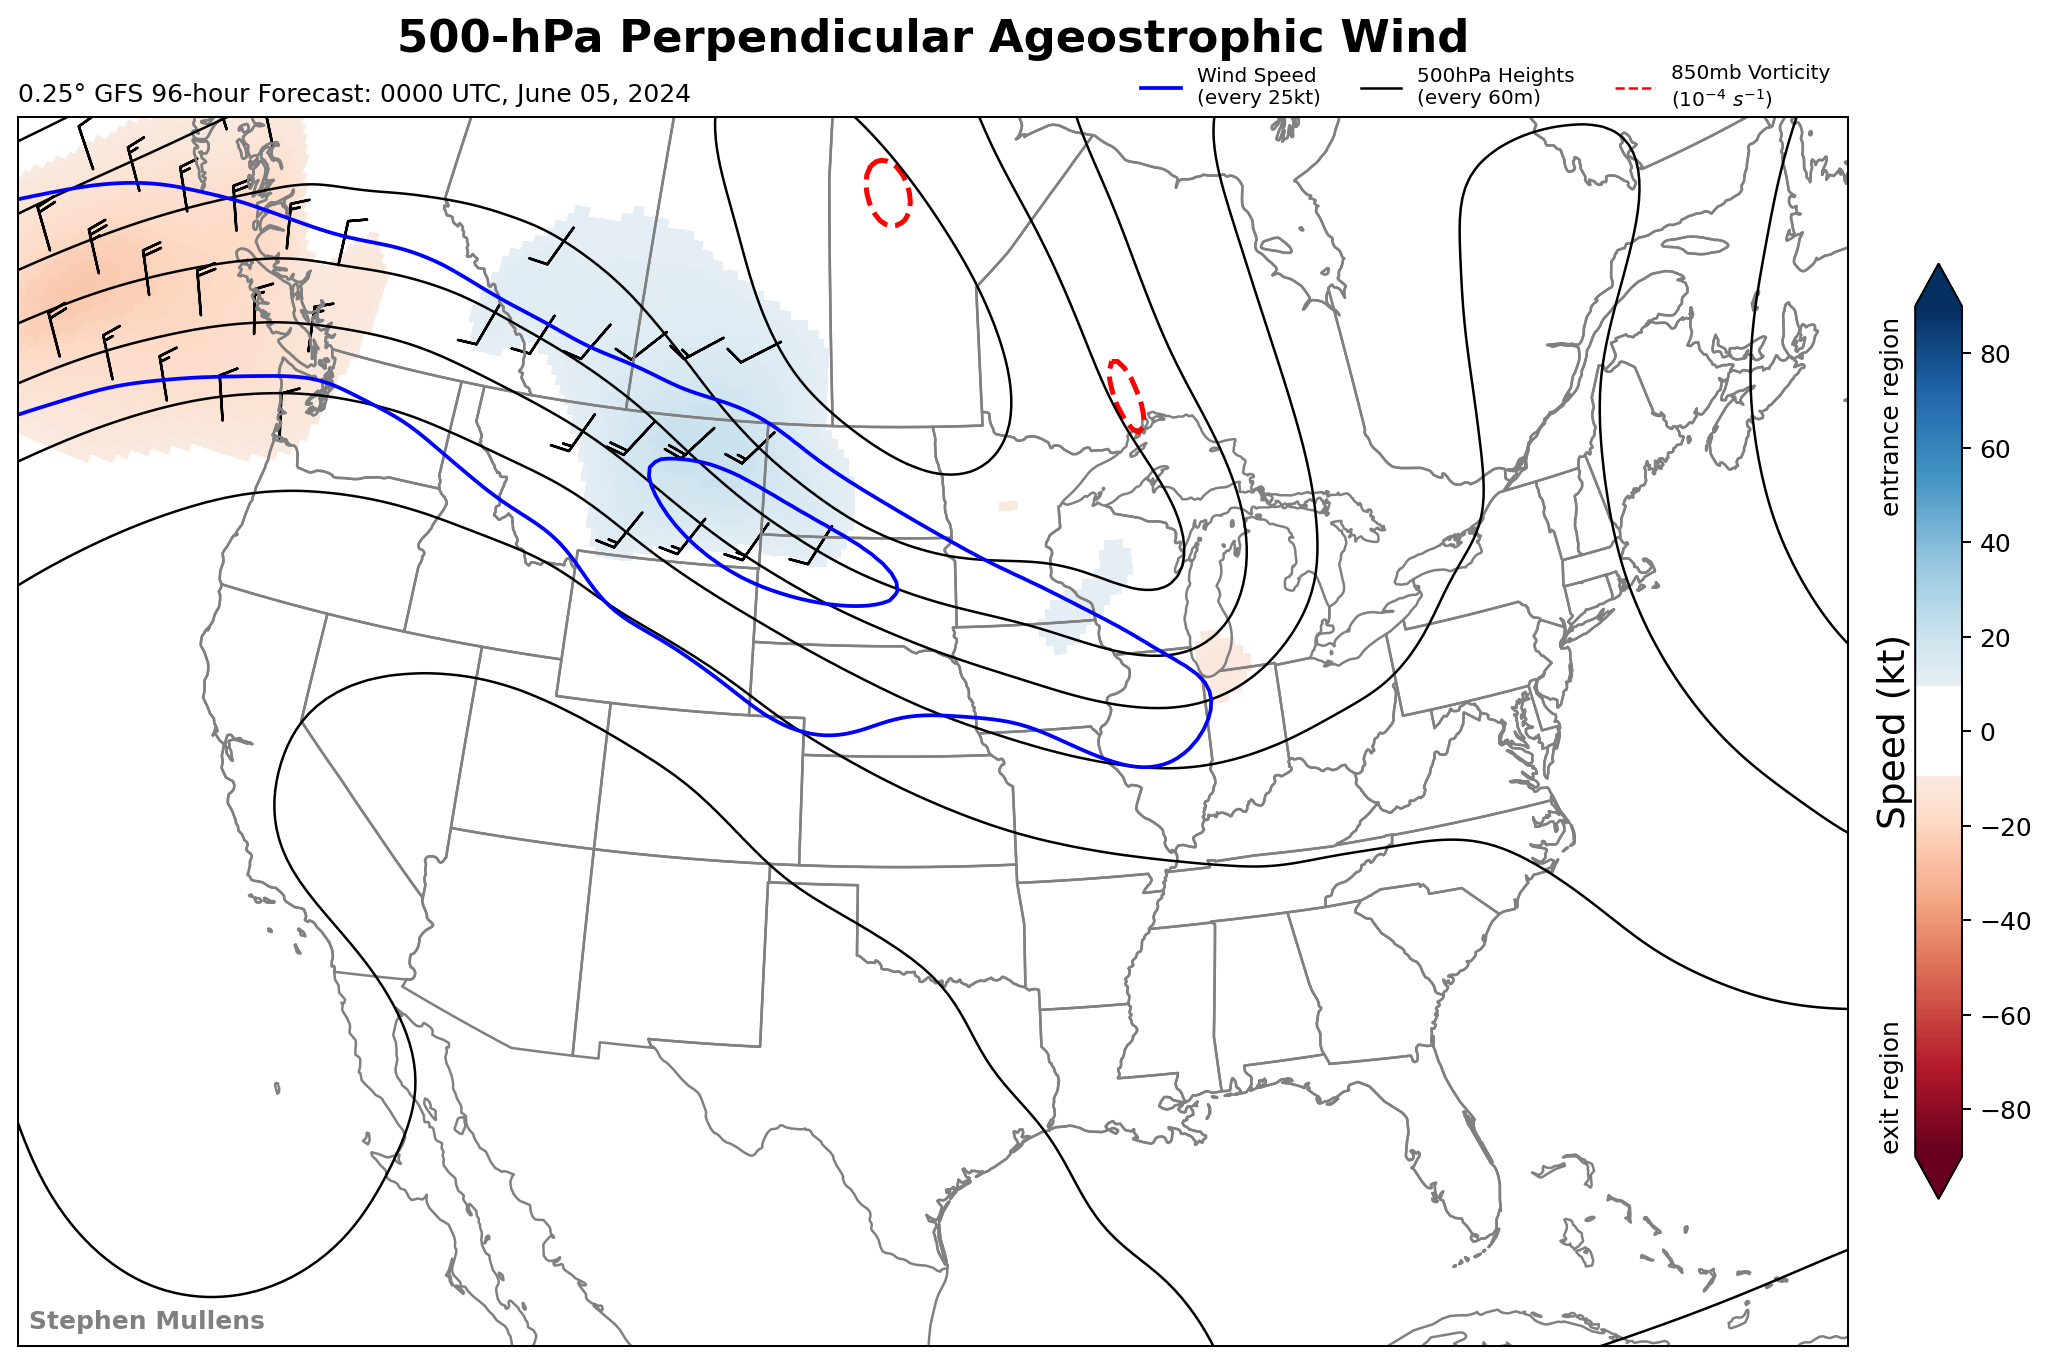 500-hPa Perpendicular Ageostrophic Wind
0.25° GFS 96-hour Forecast: 0000 UTC, June 05, 2024
Wind Speed
(every 25kt)
500hPa Heights
(every 60m)
850mb Vorticity
(10⁻⁴ s⁻¹)
entrance region
Speed (kt)
exit region
80
60
40
20
0
−20
−40
−60
−80
Stephen Mullens